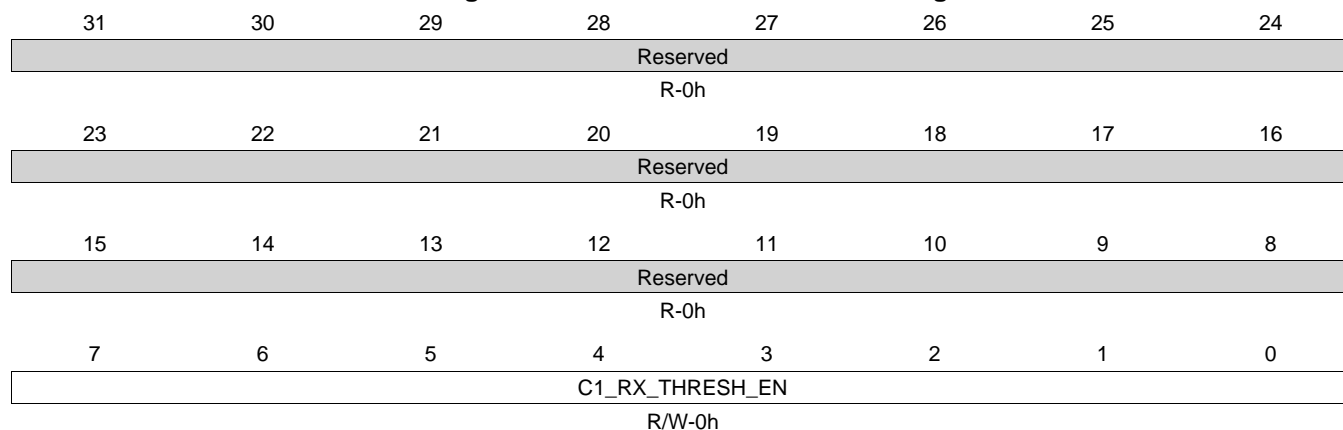 31 30 29 28 27 26 25 24
Reserved
R-0h
23 22 21 20 19 18 17 16
Reserved
R-0h
15 14 13 12 11 10 9 8
Reserved
R-0h
7 6 5 4 3 2 1 0
C1_RX_THRESH_EN
R/W-0h